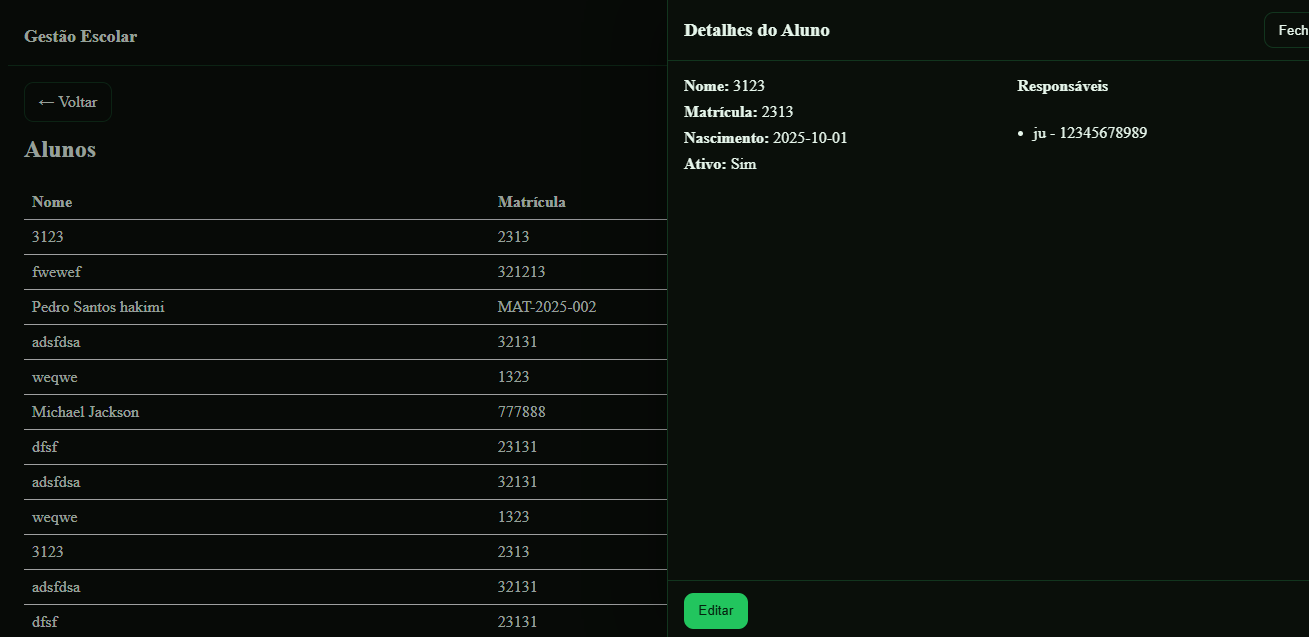 Gestão Escolar
← Voltar
Alunos
Nome Matrícula
3123 2313
fwewef 321213
Pedro Santos hakimi MAT-2025-002
adsfdsa 32131
weqwe 1323
Michael Jackson 777888
dfsf 23131
adsfdsa 32131
weqwe 1323
3123 2313
adsfdsa 32131
dfsf 23131
Detalhes do Aluno
Fech
Nome: 3123
Matrícula: 2313
Nascimento: 2025-10-01
Ativo: Sim
Responsáveis
• ju - 12345678989
Editar